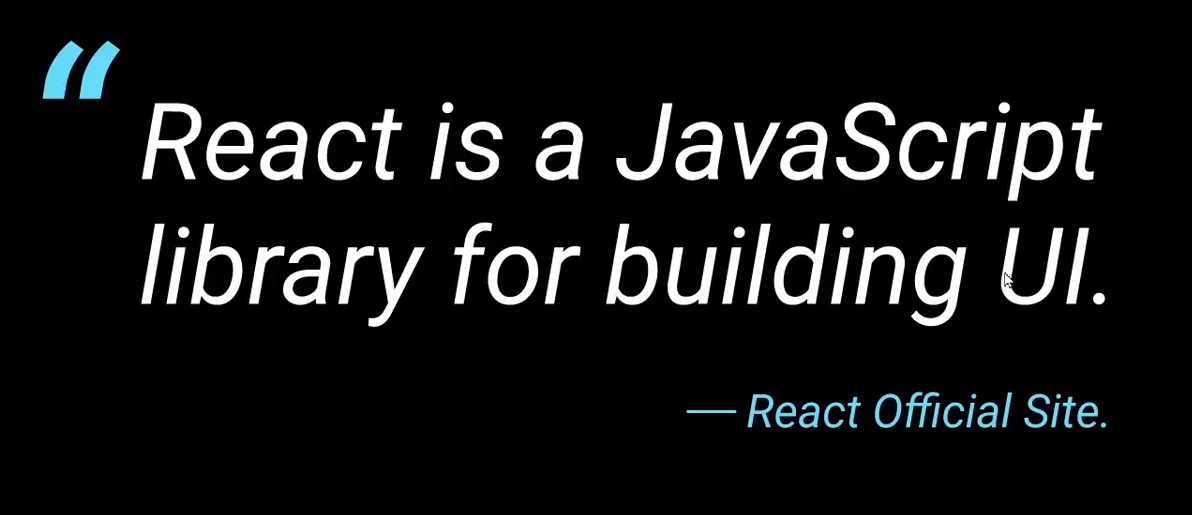 “
React is a JavaScript
library for building UI.
— React Official Site.